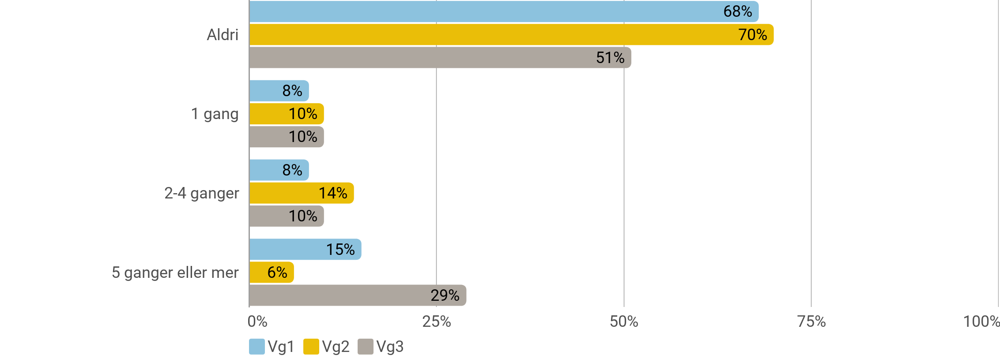 68%
Aldri
70%
51%
8%
1 gang
10%
10%
8%
2-4 ganger
14%
10%
15%
5 ganger eller mer
6%
29%
0% 25% 50% 75% 100%
Vg1 Vg2 Vg3